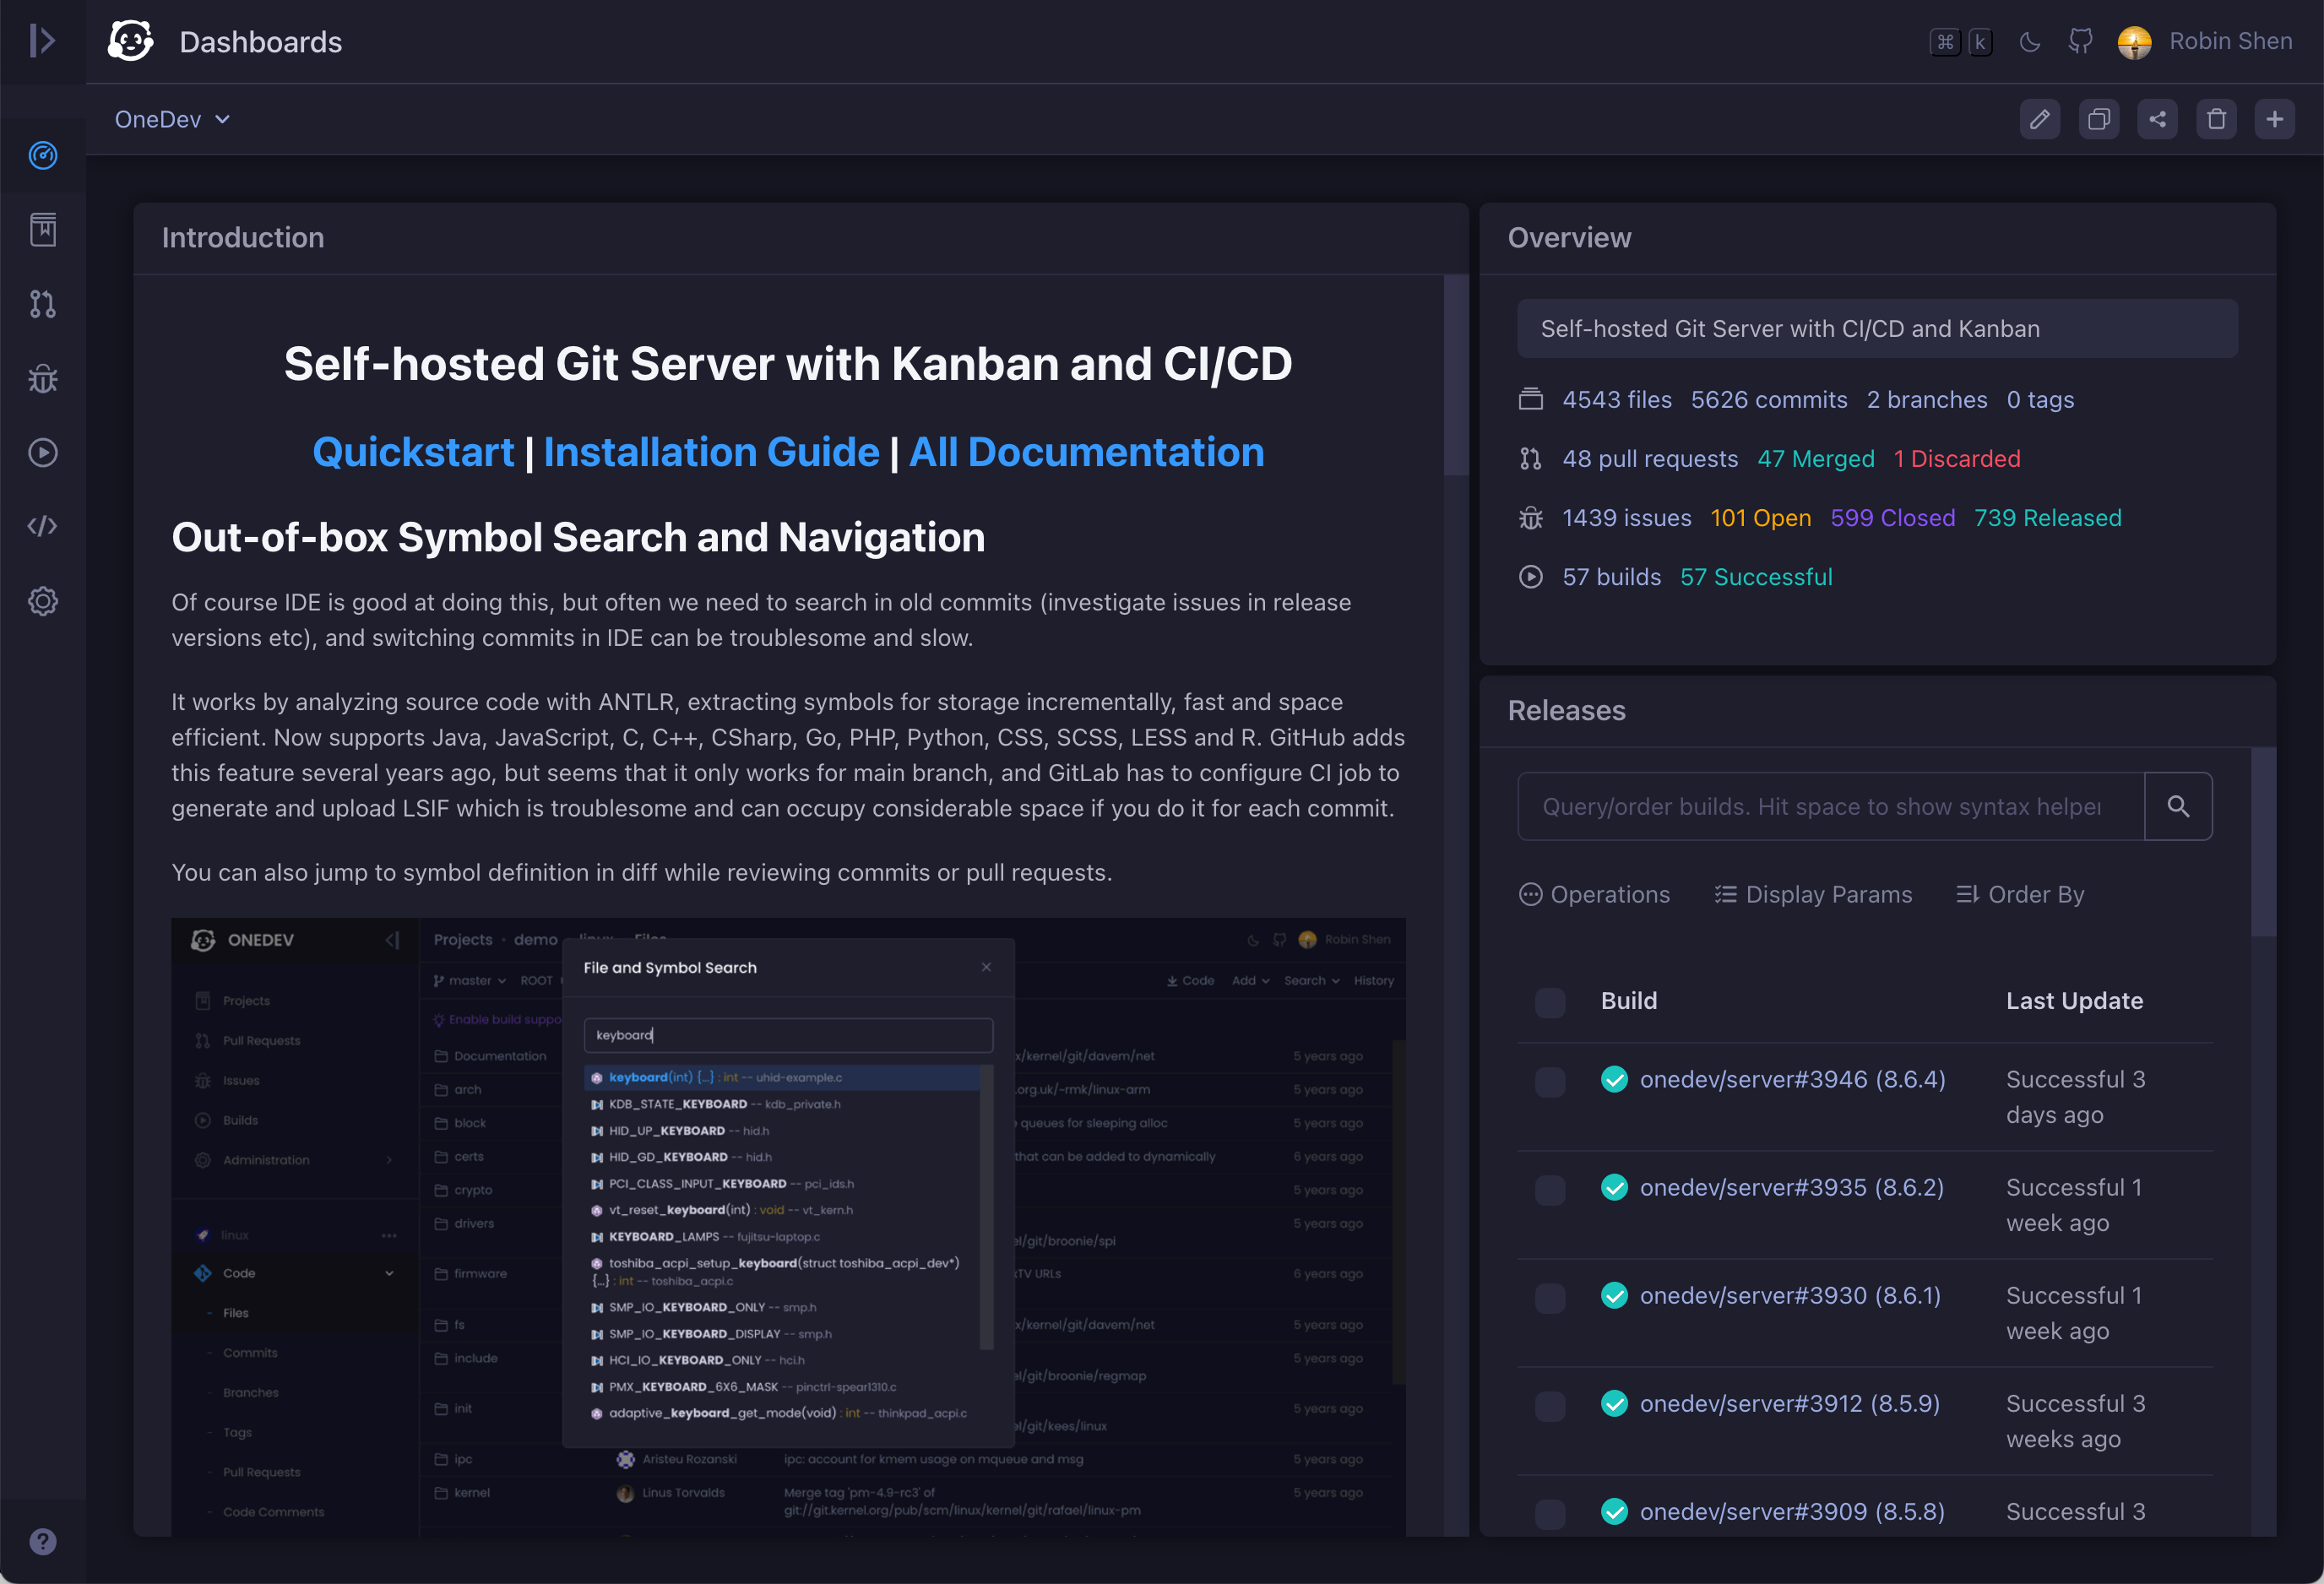 Dashboards
⌘ k
Robin Shen
OneDev
Introduction
Self-hosted Git Server with Kanban and CI/CD
Quickstart | Installation Guide | All Documentation
Out-of-box Symbol Search and Navigation
Of course IDE is good at doing this, but often we need to search in old commits (investigate issues in release
versions etc), and switching commits in IDE can be troublesome and slow.
It works by analyzing source code with ANTLR, extracting symbols for storage incrementally, fast and space
efficient. Now supports Java, JavaScript, C, C++, CSharp, Go, PHP, Python, CSS, SCSS, LESS and R. GitHub adds
this feature several years ago, but seems that it only works for main branch, and GitLab has to configure CI job to
generate and upload LSIF which is troublesome and can occupy considerable space if you do it for each commit.
You can also jump to symbol definition in diff while reviewing commits or pull requests.
ONEDEV
Projects
Pull Requests
Issues
Builds
Administration
linux
Code
Files
Commits
Branches
Tags
Pull Requests
Code Comments
Projects demo linux Files
Robin Shen
master ROOT
Code Add Search History
Enable build suppo
File and Symbol Search
keyboard
keyboard(int) {...} : int -- uhid-example.c
KDB_STATE_KEYBOARD -- kdb_private.h
HID_UP_KEYBOARD -- hid.h
HID_GD_KEYBOARD -- hid.h
PCI_CLASS_INPUT_KEYBOARD -- pci_ids.h
vt_reset_keyboard(int) : void -- vt_kern.h
KEYBOARD_LAMPS -- fujitsu-laptop.c
toshiba_acpi_setup_keyboard(struct toshiba_acpi_dev*)
{...} : int -- toshiba_acpi.c
SMP_IO_KEYBOARD_ONLY -- smp.h
SMP_IO_KEYBOARD_DISPLAY -- smp.h
HCI_IO_KEYBOARD_ONLY -- hci.h
PMX_KEYBOARD_6X6_MASK -- pinctrl-spear1310.c
adaptive_keyboard_get_mode(void) : int -- thinkpad_acpi.c
Documentation x/kernel/git/davem/net 5 years ago
arch .org.uk/~rmk/linux-arm 5 years ago
block queues for sleeping alloc 5 years ago
certs that can be added to dynamically 6 years ago
crypto 5 years ago
drivers 5 years ago
el/git/broonie/spi
firmware TV URLs 6 years ago
fs x/kernel/git/davem/net 5 years ago
include 5 years ago
el/git/broonie/regmap
init 5 years ago
el/git/kees/linux
ipc Aristeu Rozanski ipc: account for kmem usage on mqueue and msg 5 years ago
kernel Linus Torvalds Merge tag 'pm-4.9-rc3' of 5 years ago
git://git.kernel.org/pub/scm/linux/kernel/git/rafael/linux-pm
Overview
Self-hosted Git Server with CI/CD and Kanban
4543 files 5626 commits 2 branches 0 tags
48 pull requests 47 Merged 1 Discarded
1439 issues 101 Open 599 Closed 739 Released
57 builds 57 Successful
Releases
Query/order builds. Hit space to show syntax helper
Operations Display Params Order By
Build Last Update
onedev/server#3946 (8.6.4) Successful 3
days ago
onedev/server#3935 (8.6.2) Successful 1
week ago
onedev/server#3930 (8.6.1) Successful 1
week ago
onedev/server#3912 (8.5.9) Successful 3
weeks ago
onedev/server#3909 (8.5.8) Successful 3